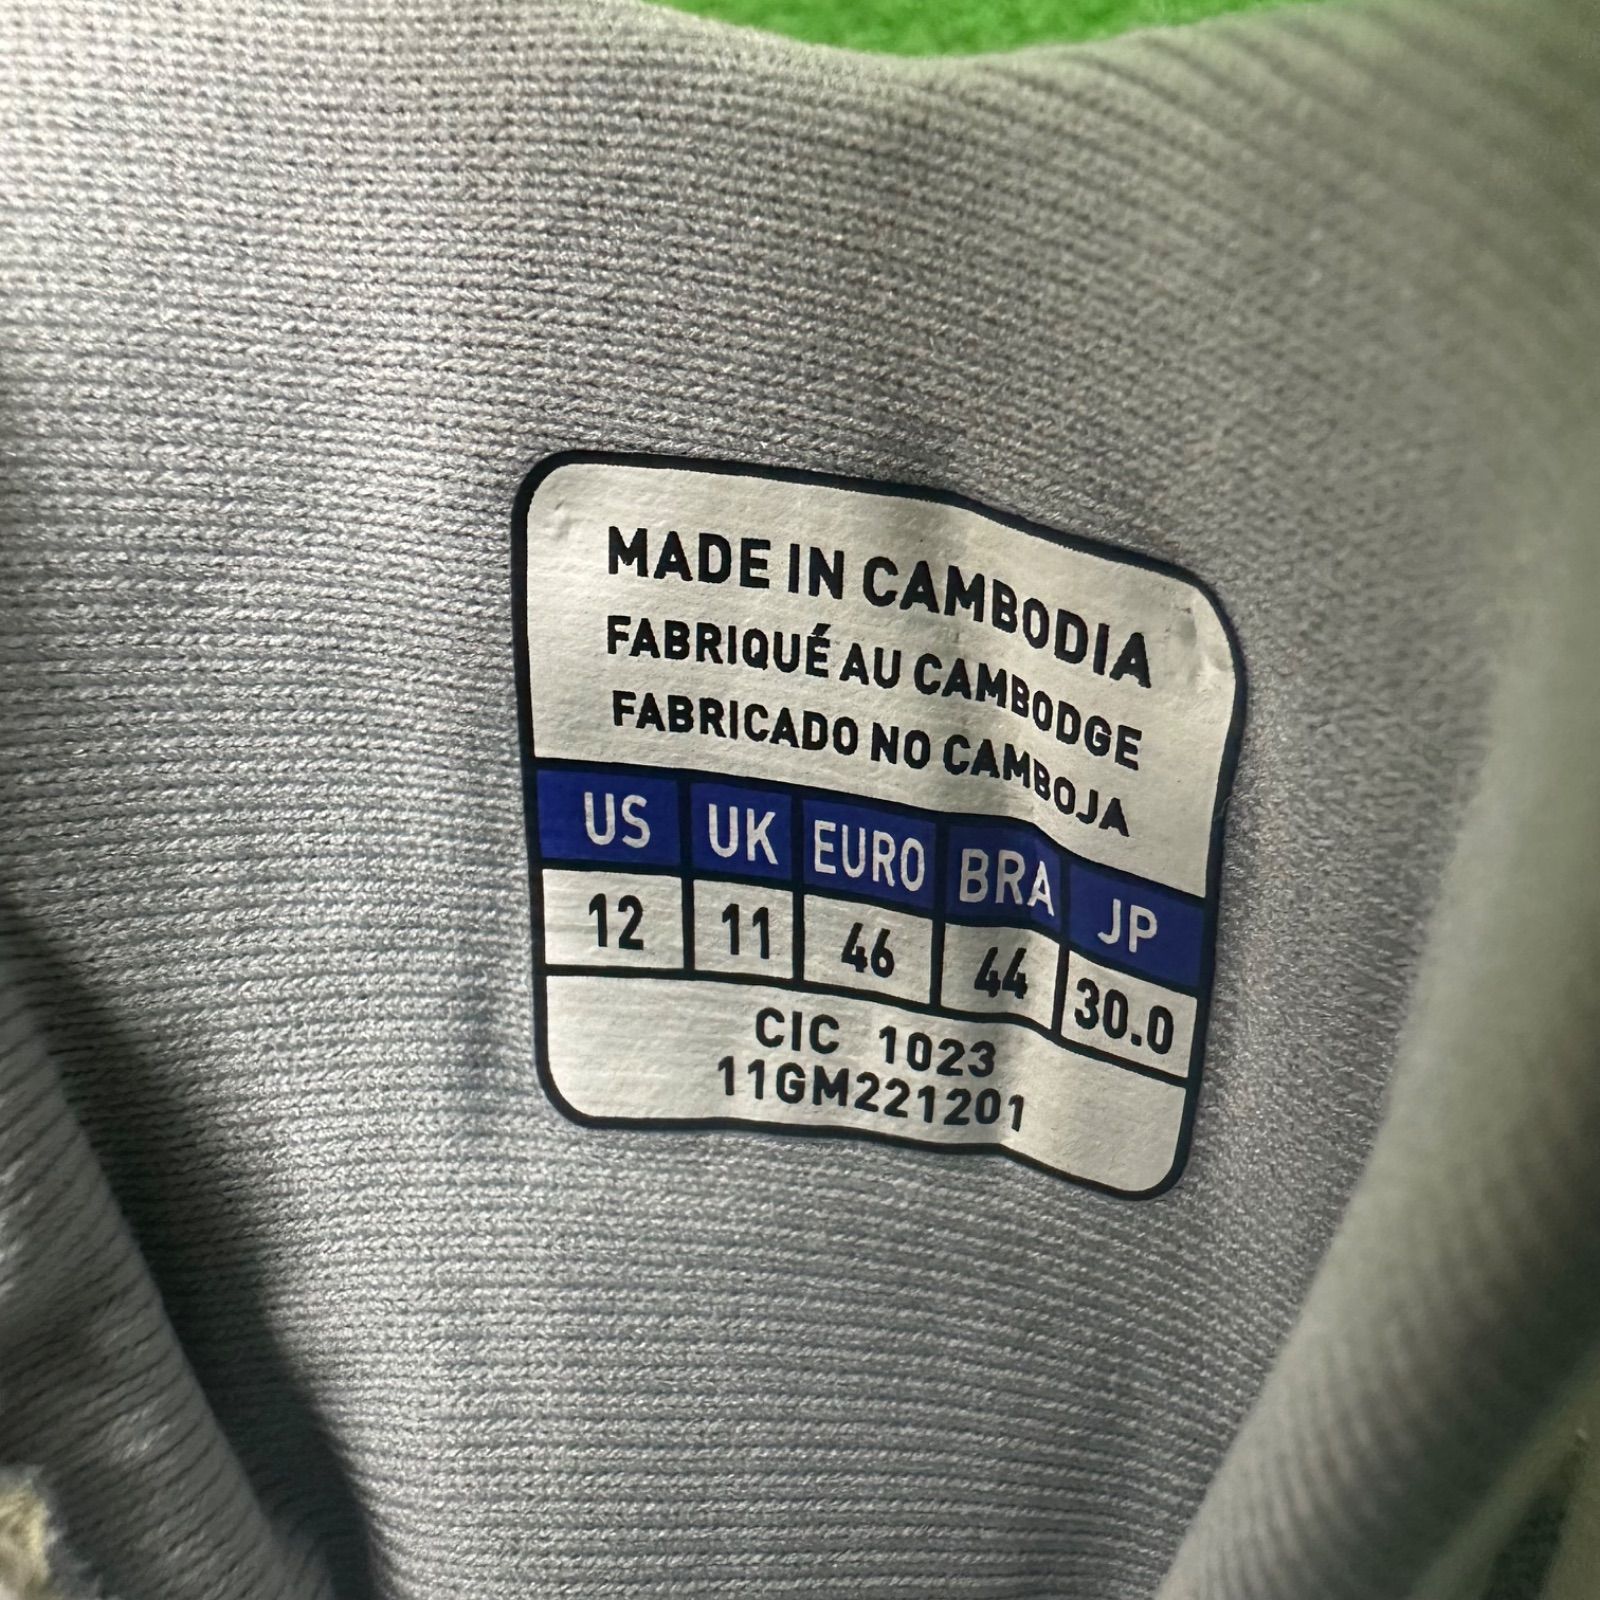 MADE IN CAMBODIA
FABRIQUÉ AU CAMBODGE
FABRICADO NO CAMBOJA
US UK EURO BRA JP
12 11 46 44 30.0
CIC 1023
11GM221201